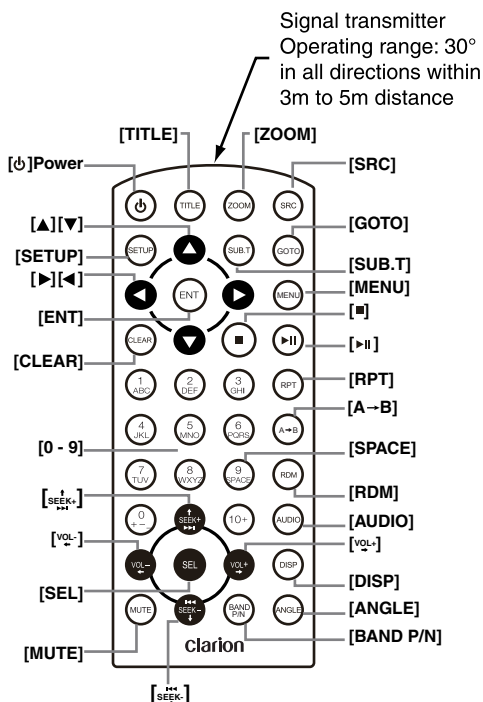 Signal transmitter
Operating range: 30°
in all directions within
3m to 5m distance
[TITLE]
[ZOOM]
[⏻]Power
[SRC]
[▲][▼]
[GOTO]
[SETUP]
[SUB.T]
[▶][◀]
[MENU]
[ENT]
[■]
[CLEAR]
[▶II]
[RPT]
[A→B]
[0 - 9]
[SPACE]
[SEEK+]
[RDM]
[VOL-]
[AUDIO]
[VOL+]
[SEL]
[DISP]
[ANGLE]
[MUTE]
[BAND P/N]
[SEEK-]
TITLE ZOOM SRC
SETUP SUB.T GOTO
ENT MENU
CLEAR ■ ▶II
1 ABC 2 DEF 3 GHI RPT
4 JKL 5 MNO 6 PQRS A→B
7 TUV 8 WXYZ 9 SPACE RDM
0 + – _ SEEK+ 10+ AUDIO
VOL– SEL VOL+ DISP
MUTE SEEK– BAND P/N ANGLE
clarion